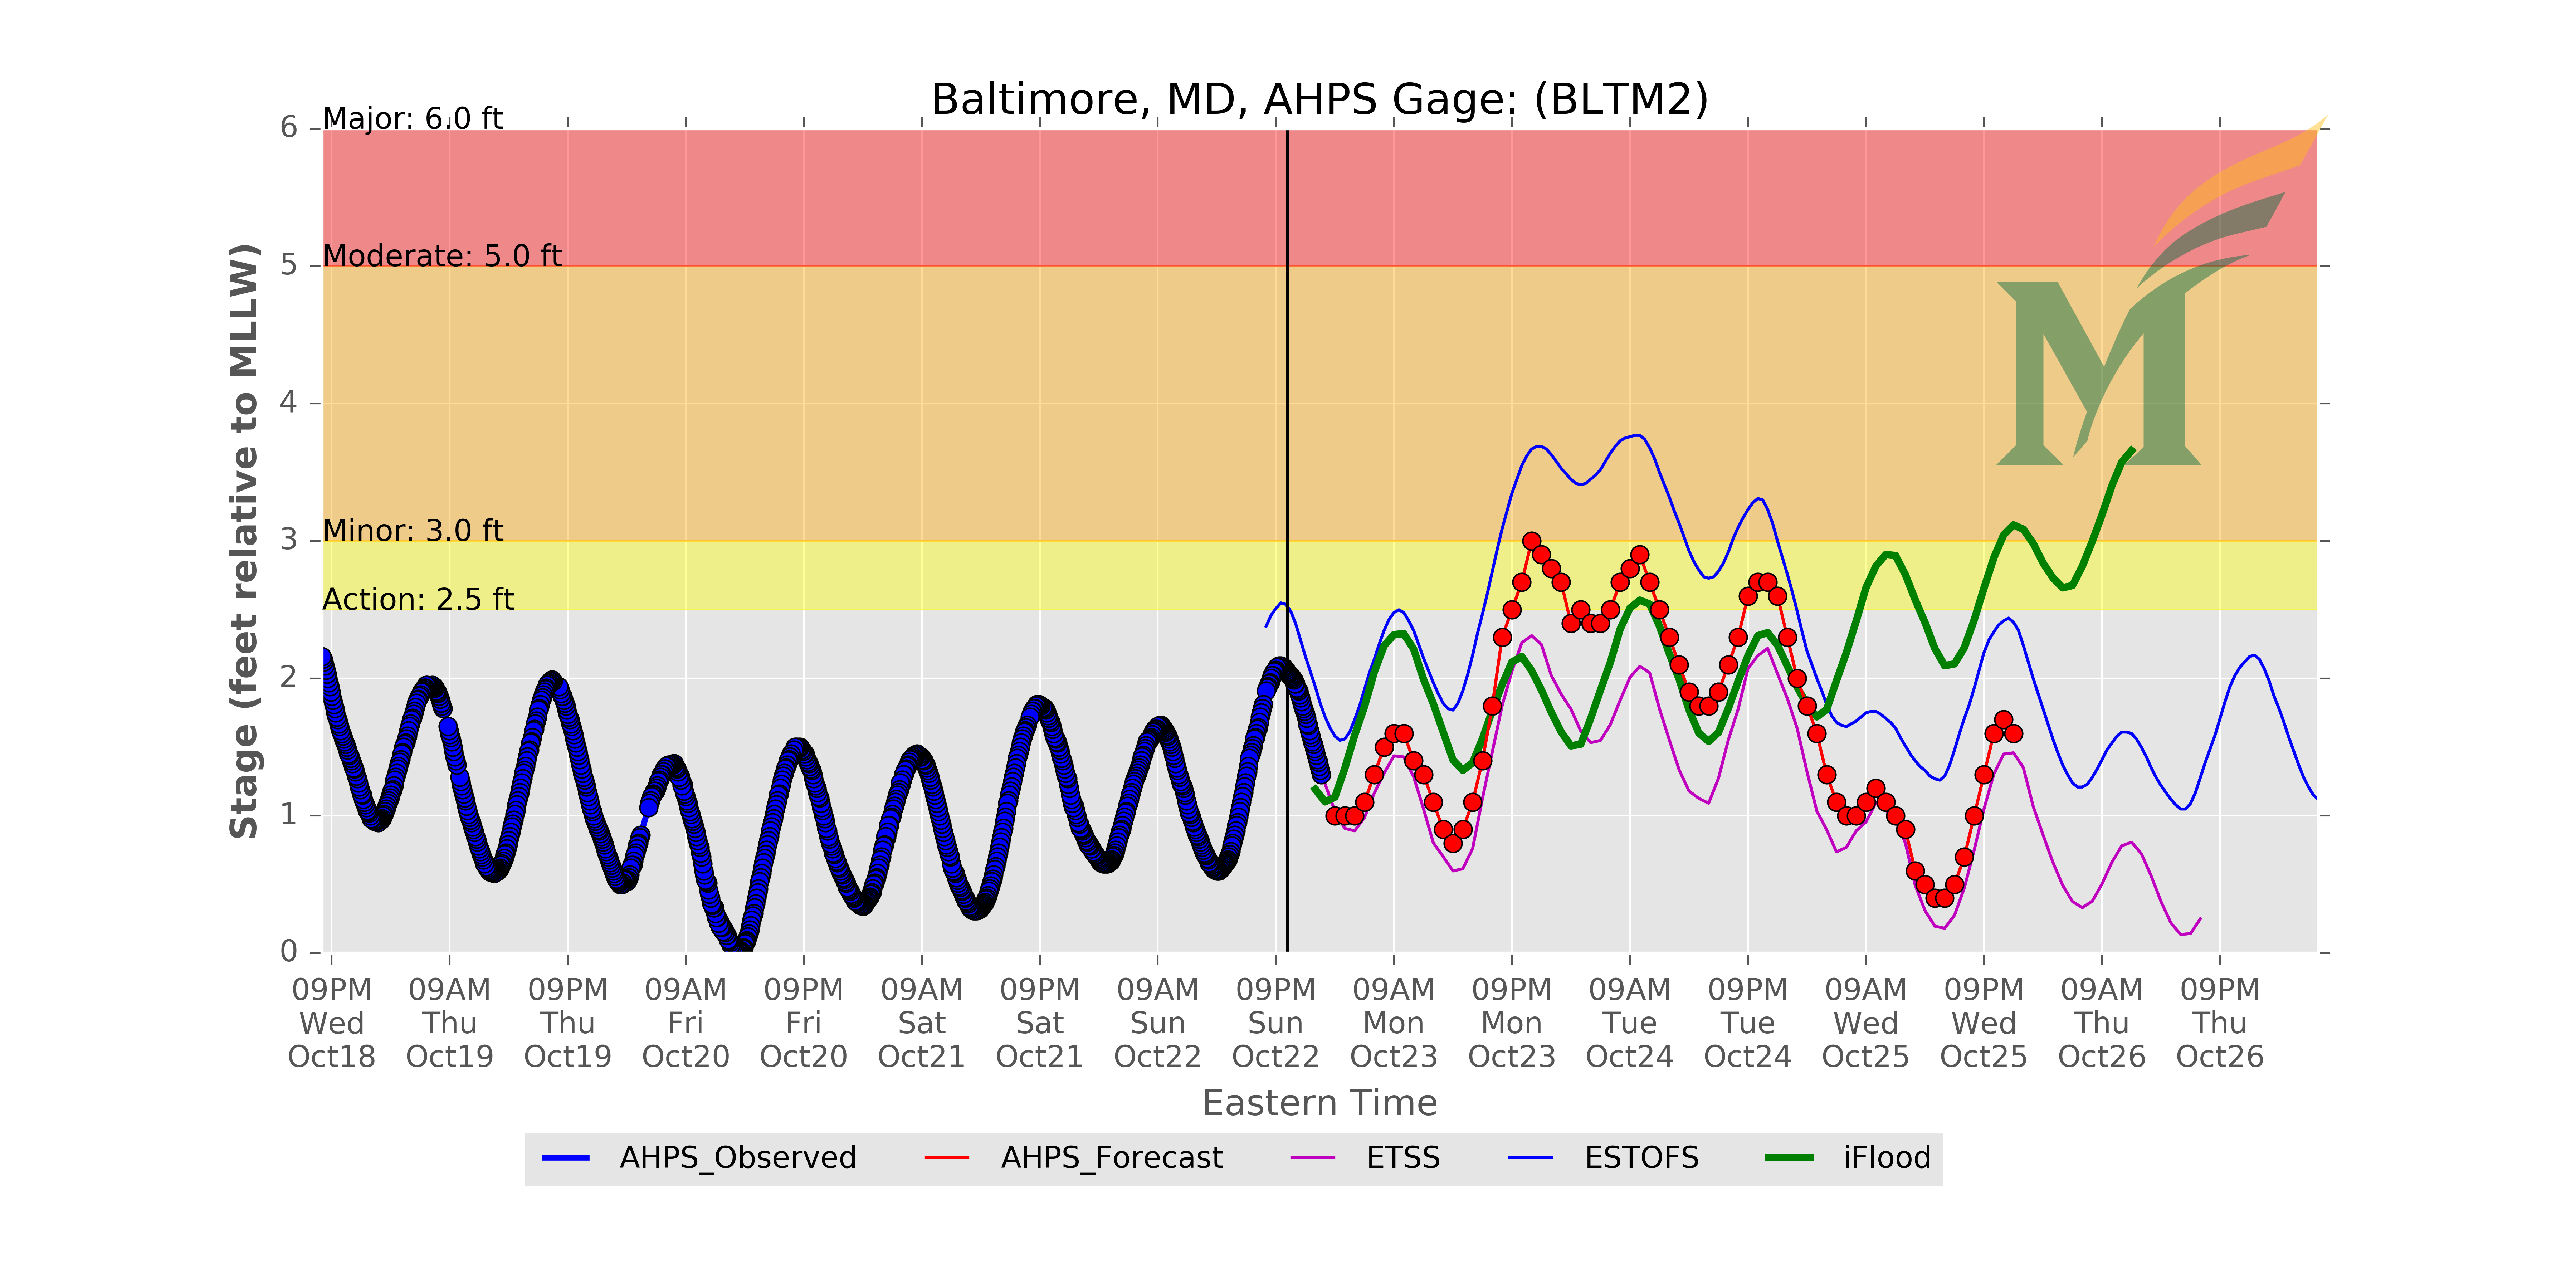 Baltimore, MD, AHPS Gage: (BLTM2)
Major: 6.0 ft
Moderate: 5.0 ft
Minor: 3.0 ft
Action: 2.5 ft
6
5
4
3
2
1
0
Stage (feet relative to MLLW)
09PM 09AM 09PM 09AM 09PM 09AM 09PM 09AM 09PM 09AM 09PM 09AM 09PM 09AM 09PM 09AM 09PM
Wed Thu Thu Fri Fri Sat Sat Sun Sun Mon Mon Tue Tue Wed Wed Thu Thu
Oct18 Oct19 Oct19 Oct20 Oct20 Oct21 Oct21 Oct22 Oct22 Oct23 Oct23 Oct24 Oct24 Oct25 Oct25 Oct26 Oct26
Eastern Time
AHPS_Observed AHPS_Forecast ETSS ESTOFS iFlood
M